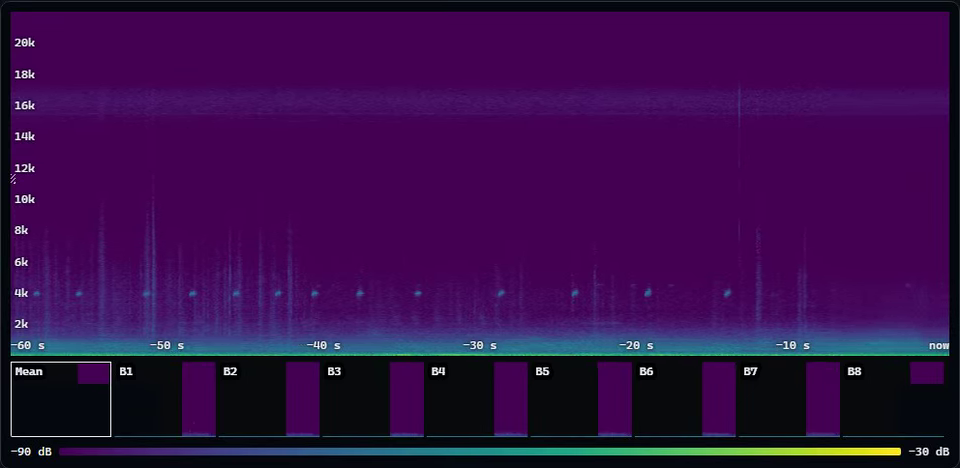 20k
18k
16k
14k
12k
10k
8k
6k
4k
2k
−60 s −50 s −40 s −30 s −20 s −10 s now
Mean B1 B2 B3 B4 B5 B6 B7 B8
−90 dB −30 dB